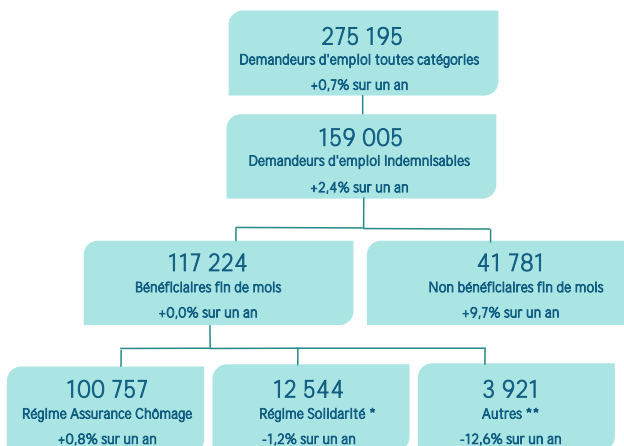 275 195
Demandeurs d'emploi toutes catégories
+0,7% sur un an
159 005
Demandeurs d'emploi indemnisables
+2,4% sur un an
117 224
Bénéficiaires fin de mois
+0,0% sur un an
41 781
Non bénéficiaires fin de mois
+9,7% sur un an
100 757
Régime Assurance Chômage
+0,8% sur un an
12 544
Régime Solidarité *
-1,2% sur un an
3 921
Autres **
-12,6% sur un an